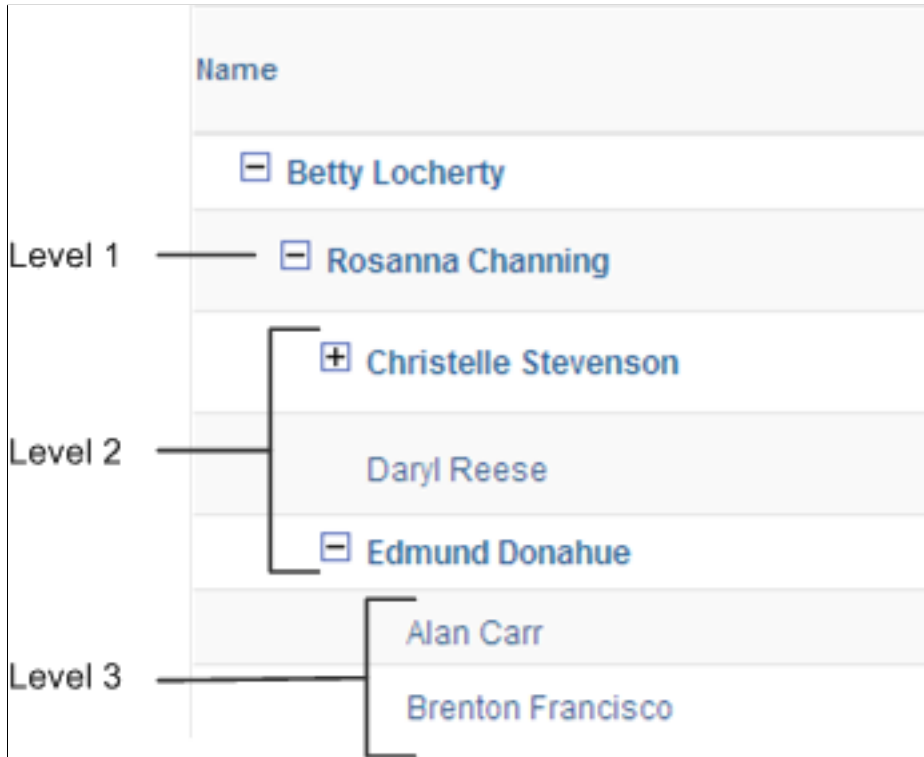 Name
Betty Locherty
Level 1
Rosanna Channing
Christelle Stevenson
Level 2
Daryl Reese
Edmund Donahue
Alan Carr
Level 3
Brenton Francisco